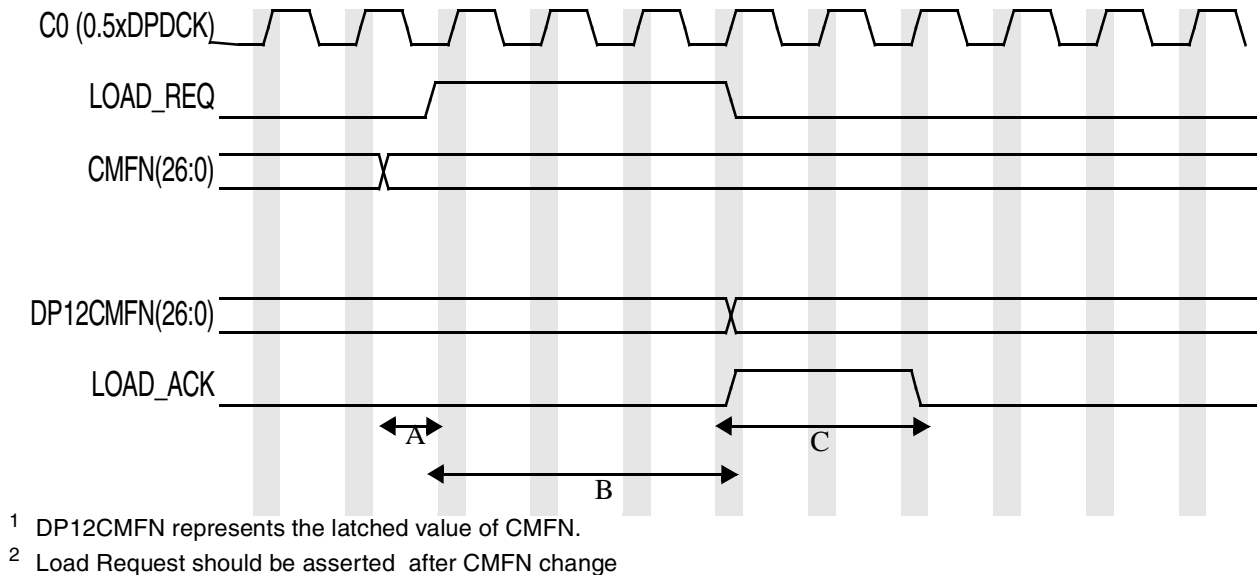 C0 (0.5xDPDCK)
LOAD_REQ
CMFN(26:0)
DP12CMFN(26:0)
LOAD_ACK
A
C
B
1 DP12CMFN represents the latched value of CMFN.
2 Load Request should be asserted after CMFN change